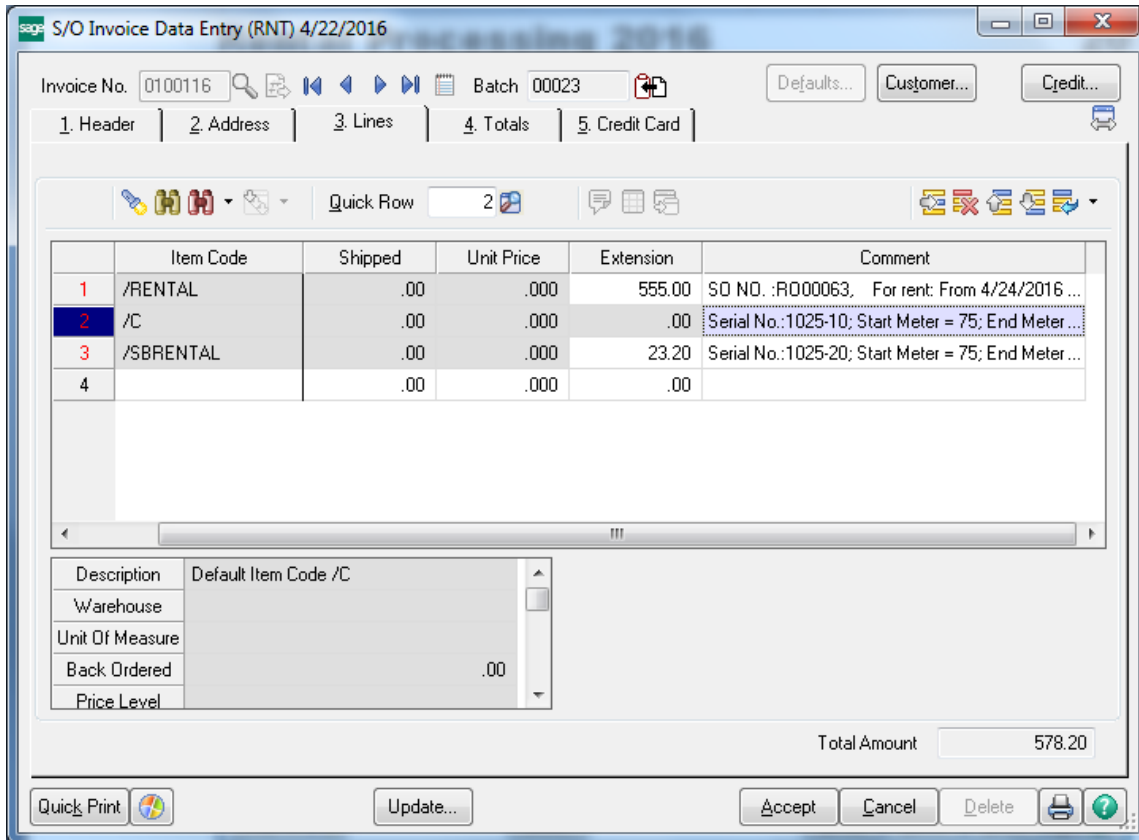 sage S/O Invoice Data Entry (RNT) 4/22/2016
Invoice No. 0100116 Batch 00023 Defaults... Customer... Credit...
1. Header 2. Address 3. Lines 4. Totals 5. Credit Card
Quick Row 2
Item Code Shipped Unit Price Extension Comment
1 /RENTAL .00 .000 555.00 SO NO. :RO00063, For rent: From 4/24/2016 ...
2 /C .00 .000 .00 Serial No.:1025-10; Start Meter = 75; End Meter ...
3 /SBRENTAL .00 .000 23.20 Serial No.:1025-20; Start Meter = 75; End Meter ...
4 .00 .000 .00
Description Default Item Code /C
Warehouse
Unit Of Measure
Back Ordered .00
Price Level
Total Amount 578.20
Quick Print Update... Accept Cancel Delete